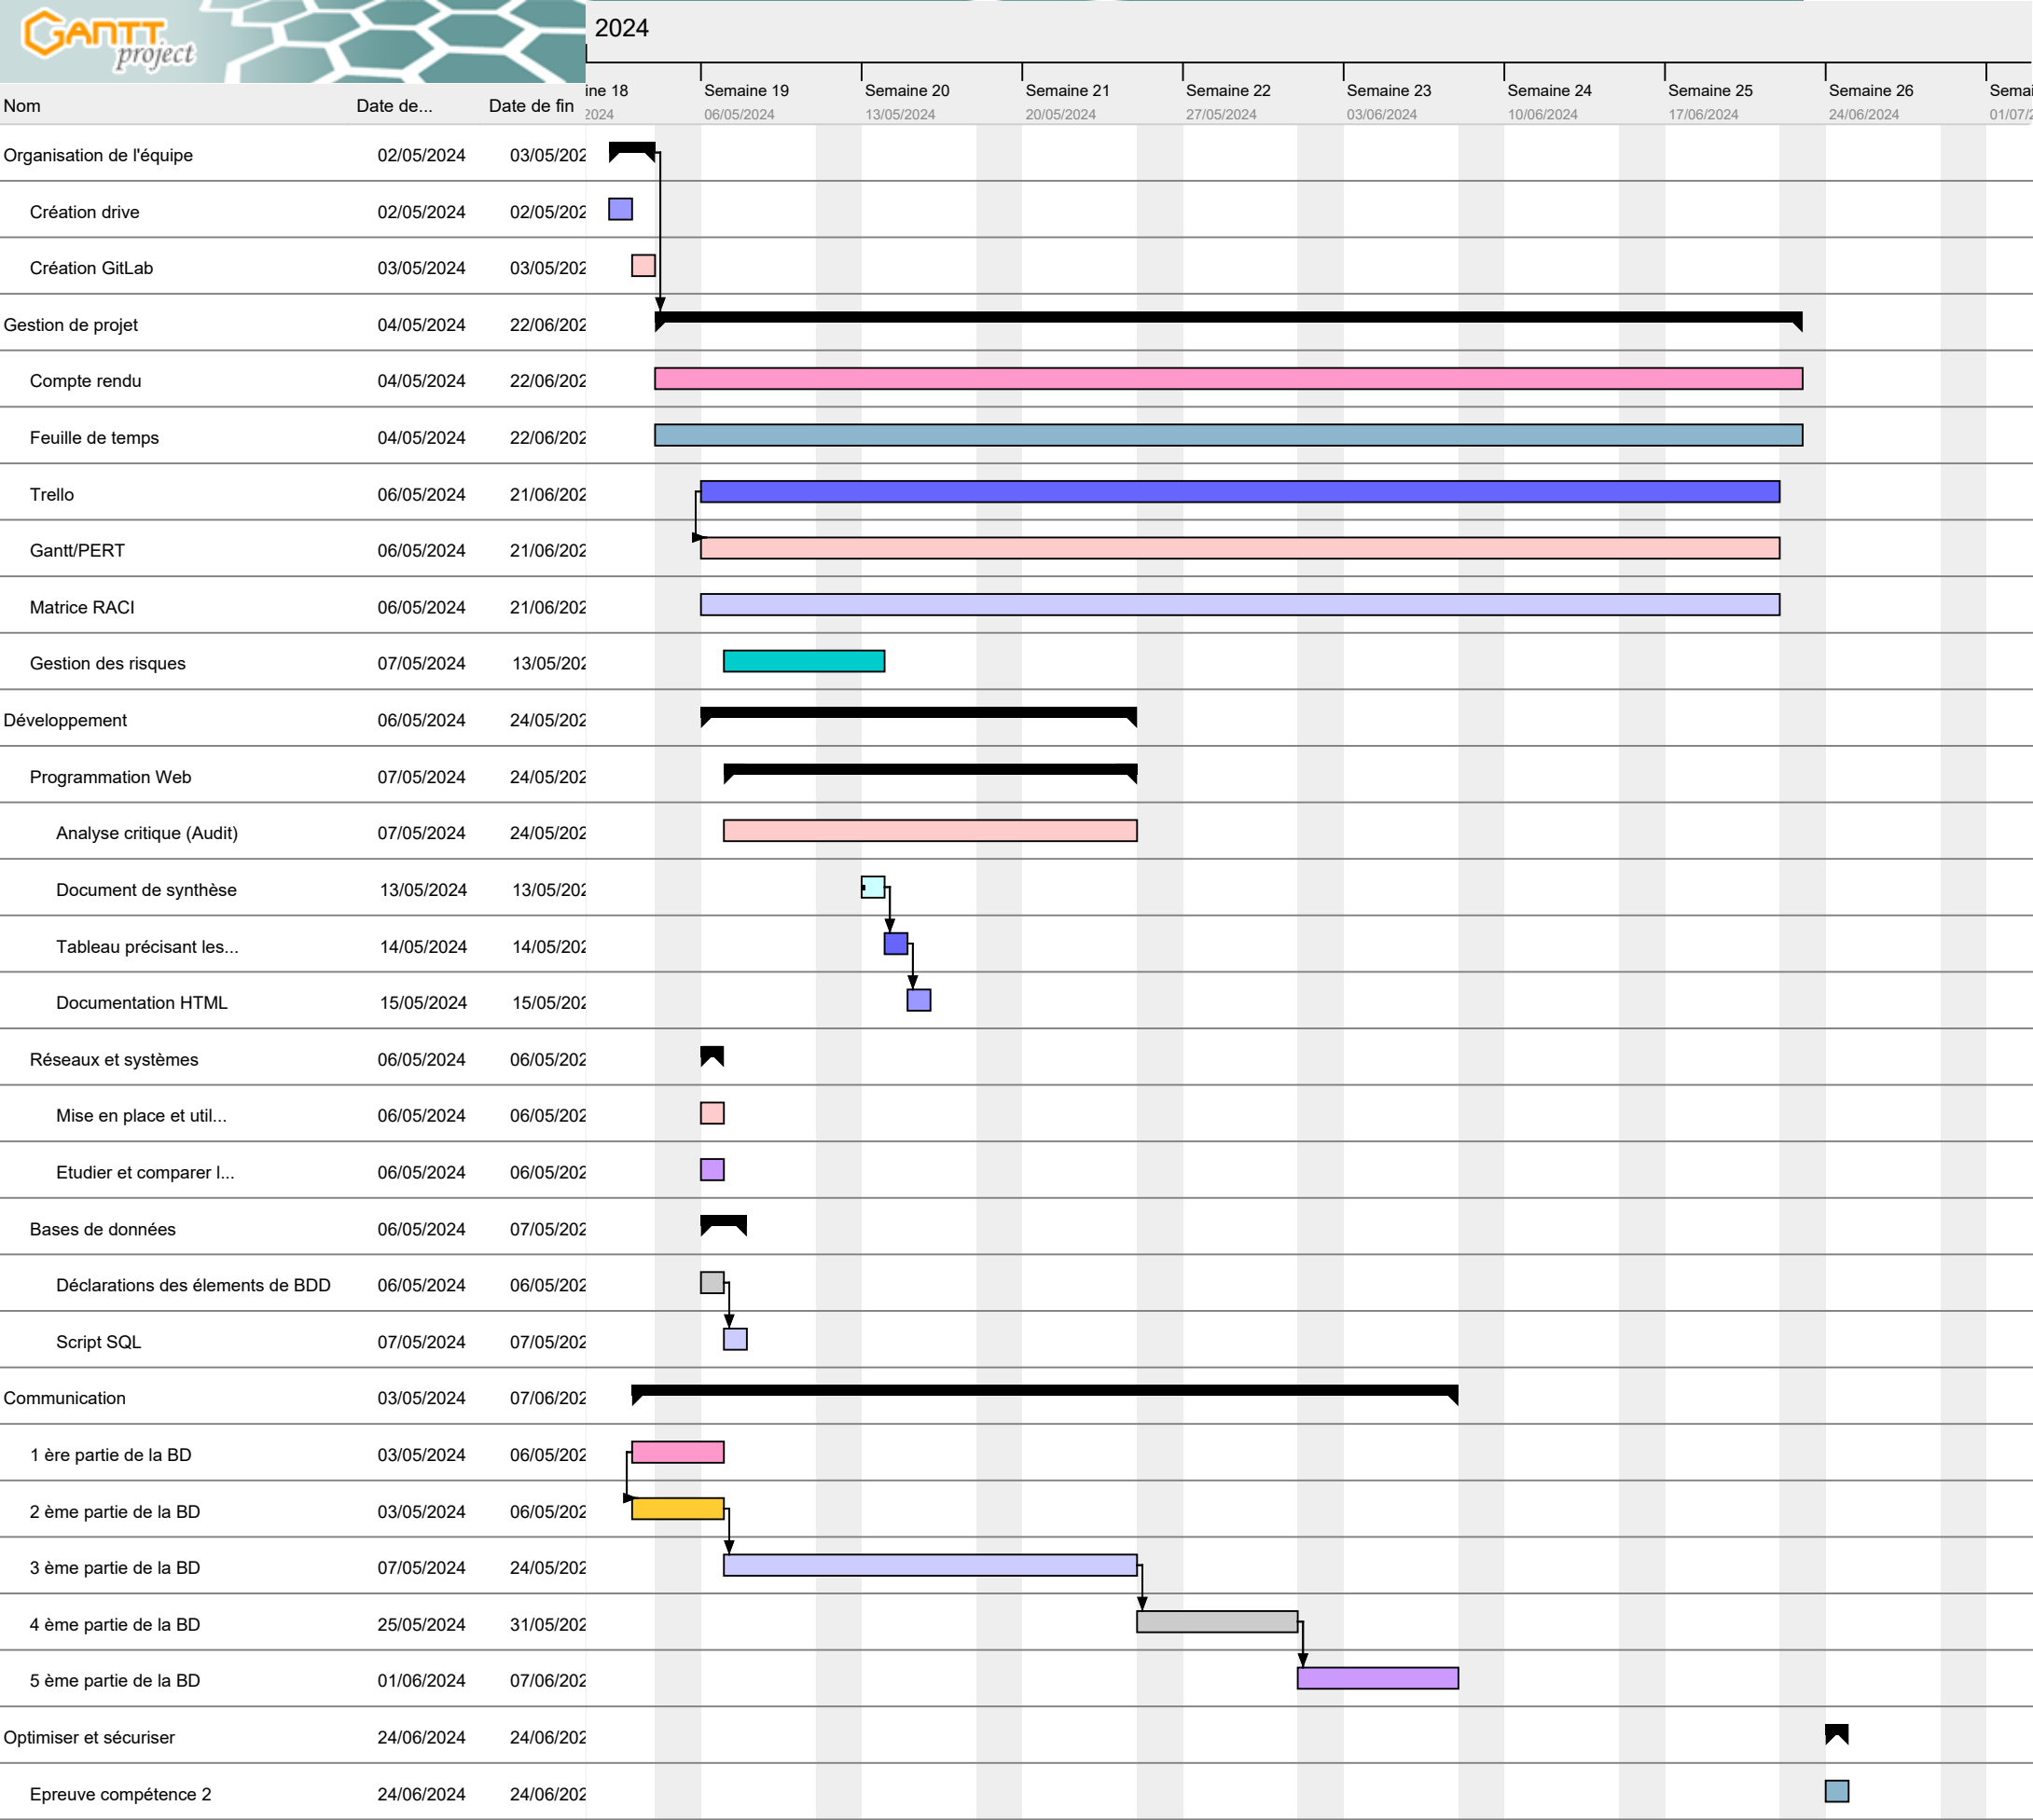 GANTT
project
2024
Nom Date de... Date de fin
ine 18 Semaine 19 Semaine 20 Semaine 21 Semaine 22 Semaine 23 Semaine 24 Semaine 25 Semaine 26 Semai
2024 06/05/2024 13/05/2024 20/05/2024 27/05/2024 03/06/2024 10/06/2024 17/06/2024 24/06/2024 01/07/2
Organisation de l'équipe 02/05/2024 03/05/202
Création drive 02/05/2024 02/05/202
Création GitLab 03/05/2024 03/05/202
Gestion de projet 04/05/2024 22/06/202
Compte rendu 04/05/2024 22/06/202
Feuille de temps 04/05/2024 22/06/202
Trello 06/05/2024 21/06/202
Gantt/PERT 06/05/2024 21/06/202
Matrice RACI 06/05/2024 21/06/202
Gestion des risques 07/05/2024 13/05/202
Développement 06/05/2024 24/05/202
Programmation Web 07/05/2024 24/05/202
Analyse critique (Audit) 07/05/2024 24/05/202
Document de synthèse 13/05/2024 13/05/202
Tableau précisant les... 14/05/2024 14/05/202
Documentation HTML 15/05/2024 15/05/202
Réseaux et systèmes 06/05/2024 06/05/202
Mise en place et util... 06/05/2024 06/05/202
Etudier et comparer l... 06/05/2024 06/05/202
Bases de données 06/05/2024 07/05/202
Déclarations des élements de BDD 06/05/2024 06/05/202
Script SQL 07/05/2024 07/05/202
Communication 03/05/2024 07/06/202
1 ère partie de la BD 03/05/2024 06/05/202
2 ème partie de la BD 03/05/2024 06/05/202
3 ème partie de la BD 07/05/2024 24/05/202
4 ème partie de la BD 25/05/2024 31/05/202
5 ème partie de la BD 01/06/2024 07/06/202
Optimiser et sécuriser 24/06/2024 24/06/202
Epreuve compétence 2 24/06/2024 24/06/202